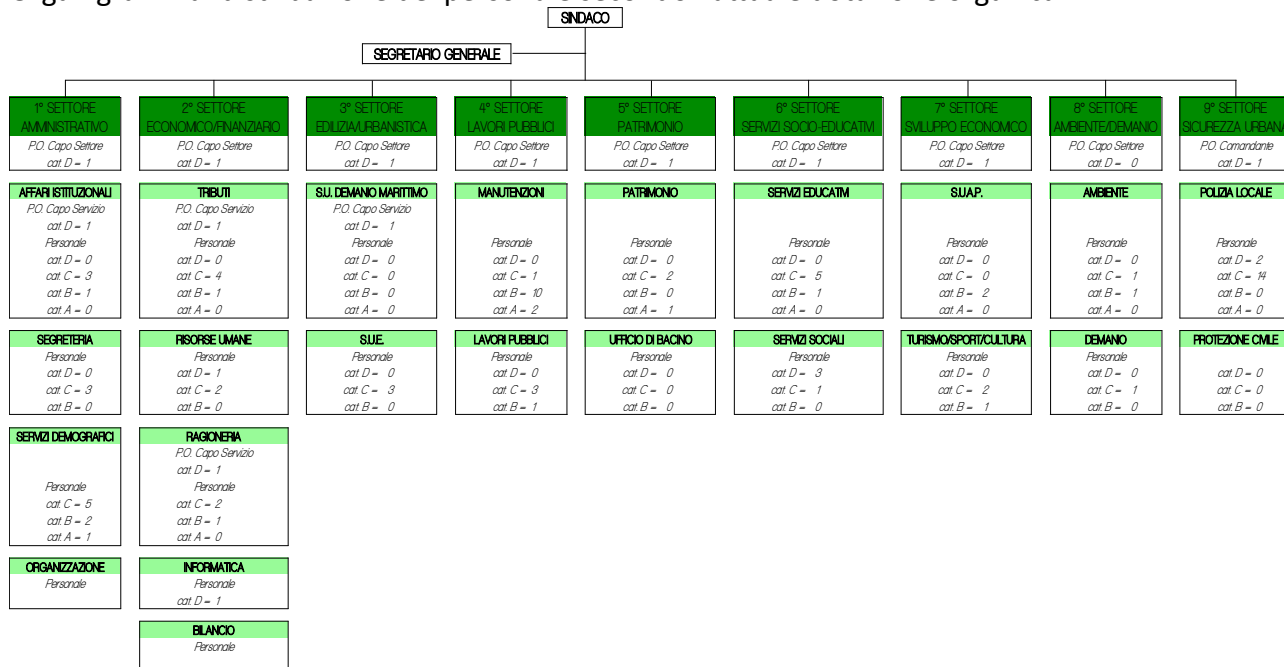 Organigramma del personale secondo l'attuale dotazione organica
SINDACO
SEGRETARIO GENERALE
1° SETTORE
AMMINISTRATIVO
P.O. Capo Settore
cat. D = 1
AFFARI ISTITUZIONALI
P.O. Capo Servizio
cat. D = 1
Personale
cat. D = 0
cat. C = 3
cat. B = 1
cat. A = 0
SEGRETERIA
Personale
cat. D = 0
cat. C = 3
cat. B = 0
SERVIZI DEMOGRAFICI
Personale
cat. C = 5
cat. B = 2
cat. A = 1
ORGANIZZAZIONE
Personale
2° SETTORE
ECONOMICO/FINANZIARIO
P.O. Capo Settore
cat. D = 1
TRIBUTI
P.O. Capo Servizio
cat. D = 1
Personale
cat. D = 0
cat. C = 4
cat. B = 1
cat. A = 0
RISORSE UMANE
Personale
cat. D = 1
cat. C = 2
cat. B = 0
RAGIONERIA
P.O. Capo Servizio
cat. D = 1
Personale
cat. C = 2
cat. B = 1
cat. A = 0
INFORMATICA
Personale
cat. D = 1
BILANCIO
Personale
3° SETTORE
EDILIZIA/URBANISTICA
P.O. Capo Settore
cat. D = 1
S.U. DEMANIO MARITTIMO
P.O. Capo Servizio
cat. D = 1
Personale
cat. D = 0
cat. C = 0
cat. B = 0
cat. A = 0
S.U.E.
Personale
cat. D = 0
cat. C = 3
cat. B = 0
4° SETTORE
LAVORI PUBBLICI
P.O. Capo Settore
cat. D = 1
MANUTENZIONI
Personale
cat. D = 0
cat. C = 1
cat. B = 10
cat. A = 2
LAVORI PUBBLICI
Personale
cat. D = 0
cat. C = 3
cat. B = 1
5° SETTORE
PATRIMONIO
P.O. Capo Settore
cat. D = 1
PATRIMONIO
Personale
cat. D = 0
cat. C = 2
cat. B = 0
cat. A = 1
UFFICIO DI BACINO
Personale
cat. D = 0
cat. C = 0
cat. B = 0
6° SETTORE
SERVIZI SOCIO-EDUCATIVI
P.O. Capo Settore
cat. D = 1
SERVIZI EDUCATIVI
Personale
cat. D = 0
cat. C = 5
cat. B = 1
cat. A = 0
SERVIZI SOCIALI
Personale
cat. D = 3
cat. C = 1
cat. B = 0
7° SETTORE
SVILUPPO ECONOMICO
P.O. Capo Settore
cat. D = 1
S.U.A.P.
Personale
cat. D = 0
cat. C = 0
cat. B = 2
cat. A = 0
TURISMO/SPORT/CULTURA
Personale
cat. D = 0
cat. C = 2
cat. B = 1
8° SETTORE
AMBIENTE/DEMANIO
P.O. Capo Settore
cat. D = 0
AMBIENTE
Personale
cat. D = 0
cat. C = 1
cat. B = 1
cat. A = 0
DEMANIO
Personale
cat. D = 0
cat. C = 1
cat. B = 0
9° SETTORE
SICUREZZA URBANA
P.O. Comandante
cat. D = 1
POLIZIA LOCALE
Personale
cat. D = 2
cat. C = 14
cat. B = 0
cat. A = 0
PROTEZIONE CIVILE
cat. D = 0
cat. C = 0
cat. B = 0